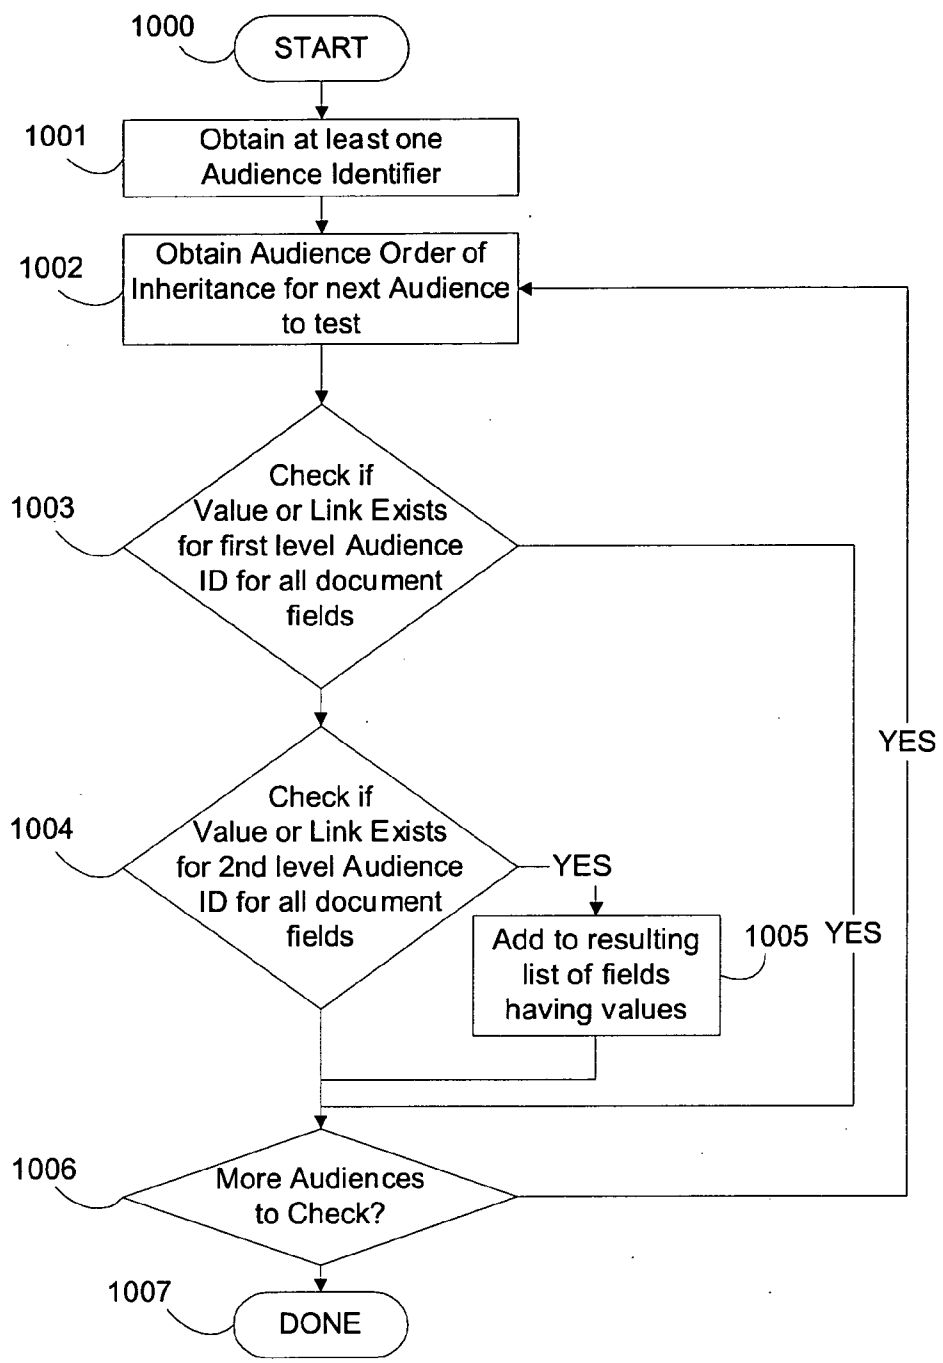 1000
START
1001
Obtain at least one
Audience Identifier
1002
Obtain Audience Order of
Inheritance for next Audience
to test
1003
Check if
Value or Link Exists
for first level Audience
ID for all document
fields
YES
1004
Check if
Value or Link Exists
for 2nd level Audience
ID for all document
fields
YES
Add to resulting
list of fields
having values
1005
YES
1006
More Audiences
to Check?
1007
DONE